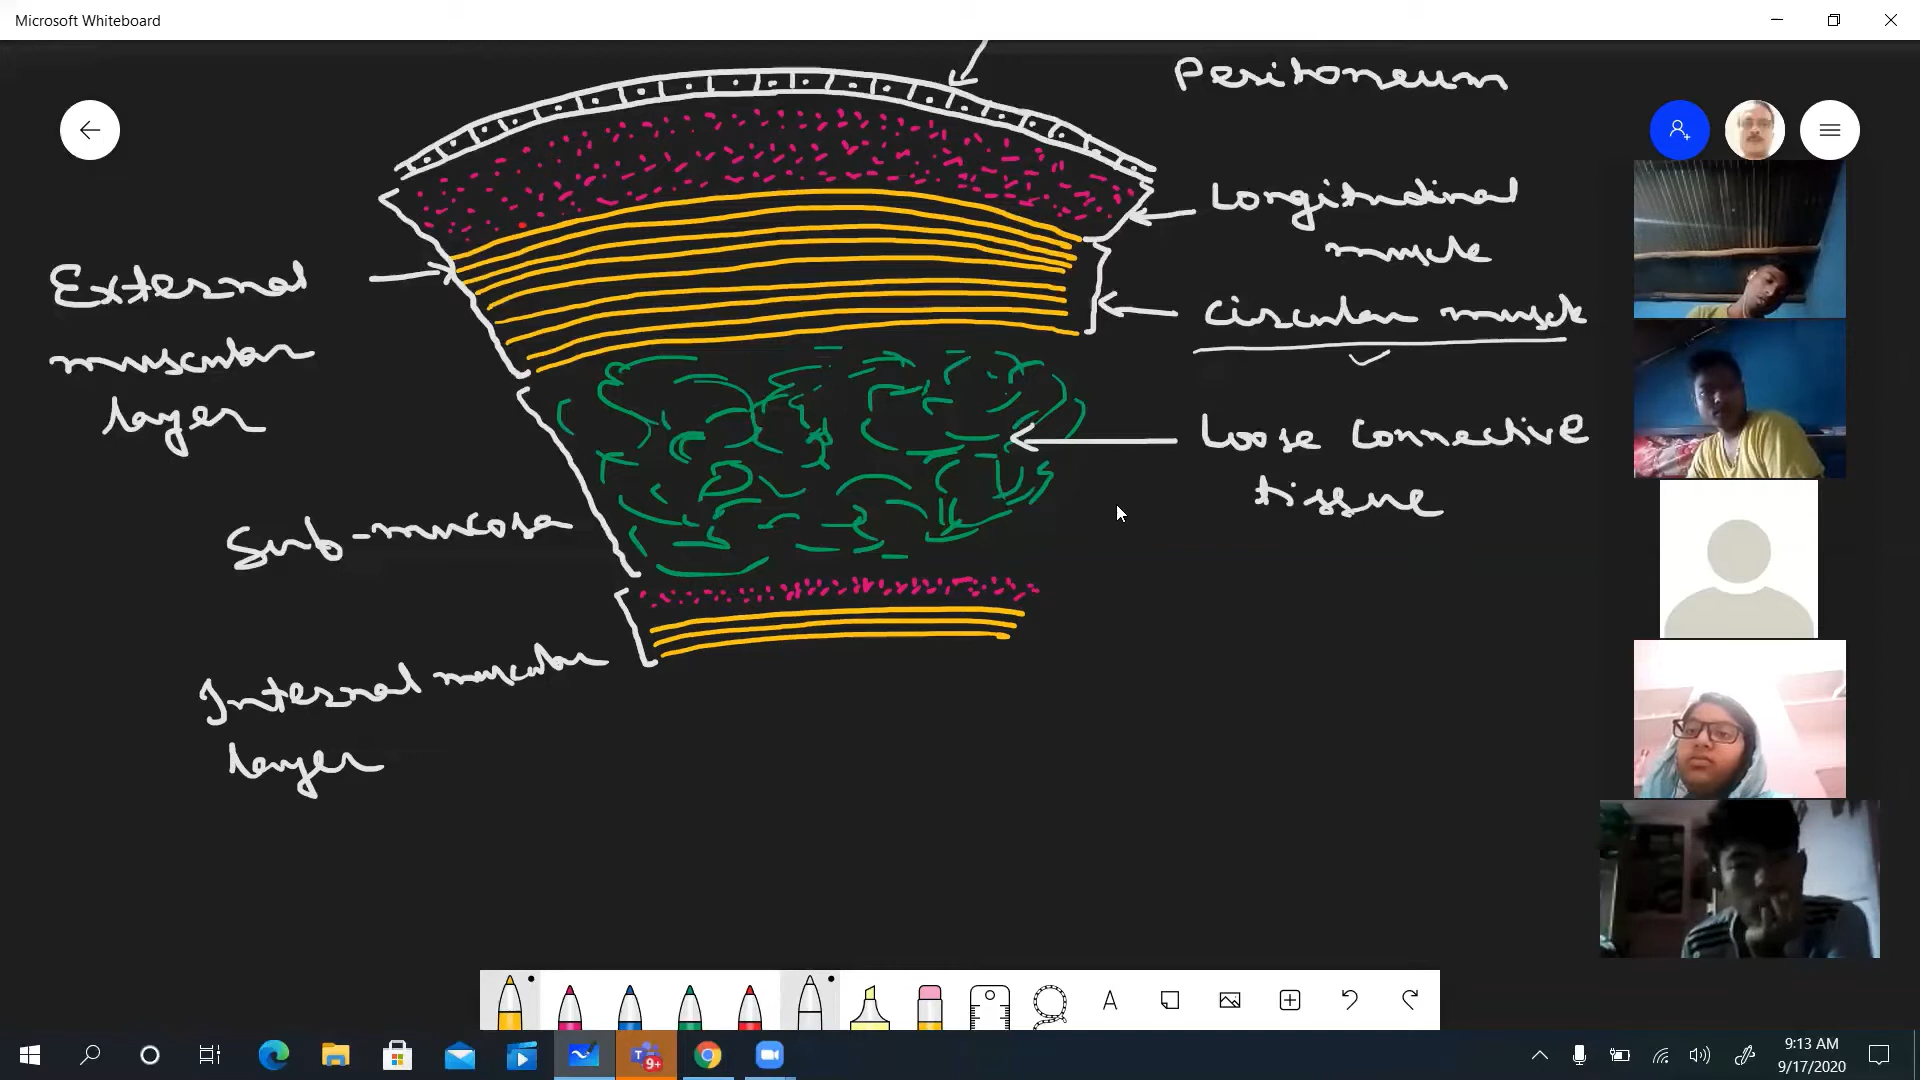 Microsoft Whiteboard
Peritoneum
Longitudinal
muscle
External
muscular
layer
Circular muscle
Loose connective
tissue
Sub-mucosa
Internal muscular
layer
A
T
9+
9:13 AM
9/17/2020